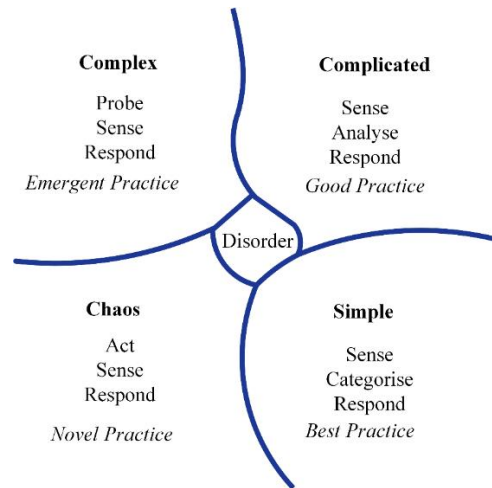 Complex
Probe
Sense
Respond
Emergent Practice
Complicated
Sense
Analyse
Respond
Good Practice
Disorder
Chaos
Act
Sense
Respond
Novel Practice
Simple
Sense
Categorise
Respond
Best Practice